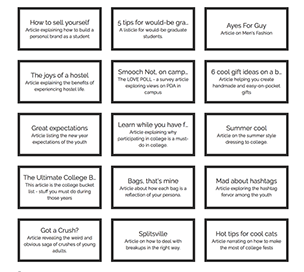 How to sell yourself
Article explaining how to build a
persona brand as a student
5 tips for would-be gra...
A listicle for would-be graduate
students.
Ayes For Guy
Article on Men's Fashion
The joys of a hostel
Article explaining the benefits of
experiencing hostel life
Smooch Not, on camp...
The LOVE POLL - a survey article
exploring views on PDA in
campus
6 cool gift ideas on a b...
Article helping you create
handmade and easy-on-pocket
gifts
Great expectations
Article listing the new year
expectations of the youth
Learn while you have f...
Article explaining why
participating in college is a must-
do in college.
Summer cool
Article on the summer style
dressing to college.
The Ultimate College B...
This article is the college bucket
list - stuff you must do during
those years
Bags, that's mine
Article about how each bag is a
reflection of your persona.
Mad about hashtags
Article exploring the hashtag
fervor among the youth
Got a Crush?
Article revealing the weird and
obvious sage of crushes of young
adults.
Splitsville
Article on how to deal with
breakups in the right way
Hot tips for cool cats
Article narrating on how to make
the most of college fests